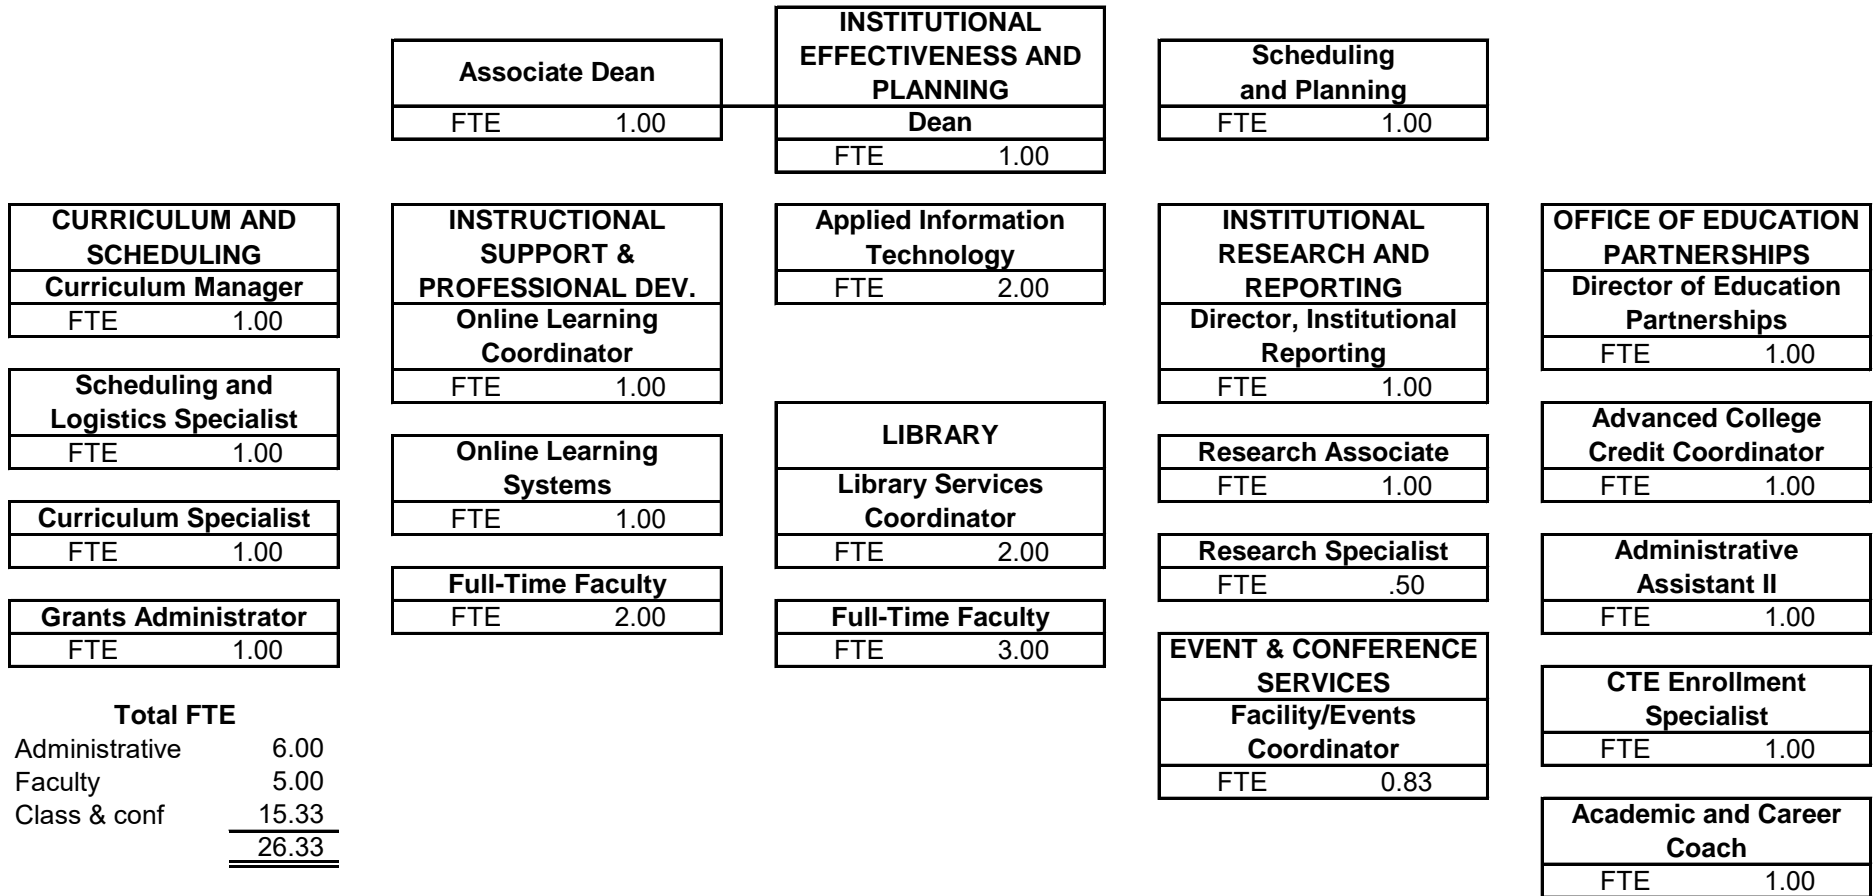 Associate Dean
FTE 1.00
INSTITUTIONAL
EFFECTIVENESS AND
PLANNING
Dean
FTE 1.00
Scheduling
and Planning
FTE 1.00
CURRICULUM AND
SCHEDULING
Curriculum Manager
FTE 1.00
Scheduling and
Logistics Specialist
FTE 1.00
Curriculum Specialist
FTE 1.00
Grants Administrator
FTE 1.00
Total FTE
Administrative 6.00
Faculty 5.00
Class & conf 15.33
26.33
INSTRUCTIONAL
SUPPORT &
PROFESSIONAL DEV.
Online Learning
Coordinator
FTE 1.00
Online Learning
Systems
FTE 1.00
Full-Time Faculty
FTE 2.00
Applied Information
Technology
FTE 2.00
LIBRARY
Library Services
Coordinator
FTE 2.00
Full-Time Faculty
FTE 3.00
INSTITUTIONAL
RESEARCH AND
REPORTING
Director, Institutional
Reporting
FTE 1.00
Research Associate
FTE 1.00
Research Specialist
FTE .50
EVENT & CONFERENCE
SERVICES
Facility/Events
Coordinator
FTE 0.83
OFFICE OF EDUCATION
PARTNERSHIPS
Director of Education
Partnerships
FTE 1.00
Advanced College
Credit Coordinator
FTE 1.00
Administrative
Assistant II
FTE 1.00
CTE Enrollment
Specialist
FTE 1.00
Academic and Career
Coach
FTE 1.00